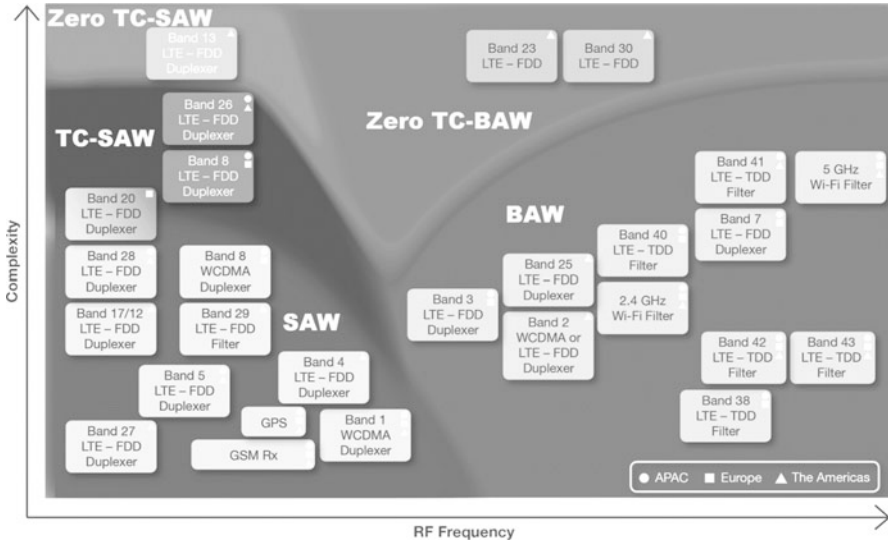 Complexity
Zero TC-SAW
Band 13
LTE – FDD
Duplexer
Band 23
LTE – FDD
Band 30
LTE – FDD
Band 26
LTE – FDD
Duplexer
Zero TC-BAW
TC-SAW
Band 8
LTE – FDD
Duplexer
Band 41
LTE – TDD
Filter
5 GHz
Wi-Fi Filter
Band 20
LTE – FDD
Duplexer
BAW
Band 40
LTE – TDD
Filter
Band 7
LTE – FDD
Duplexer
Band 28
LTE – FDD
Duplexer
Band 8
WCDMA
Duplexer
Band 25
LTE – FDD
Duplexer
2.4 GHz
Wi-Fi Filter
Band 3
LTE – FDD
Duplexer
Band 17/12
LTE – FDD
Duplexer
Band 29
LTE – FDD
Filter
SAW
Band 2
WCDMA or
LTE – FDD
Duplexer
Band 42
LTE – TDD
Filter
Band 43
LTE – TDD
Filter
Band 5
LTE – FDD
Duplexer
Band 4
LTE – FDD
Duplexer
Band 38
LTE – TDD
Filter
GPS
Band 1
WCDMA
Duplexer
Band 27
LTE – FDD
Duplexer
GSM Rx
APAC Europe The Americas
RF Frequency